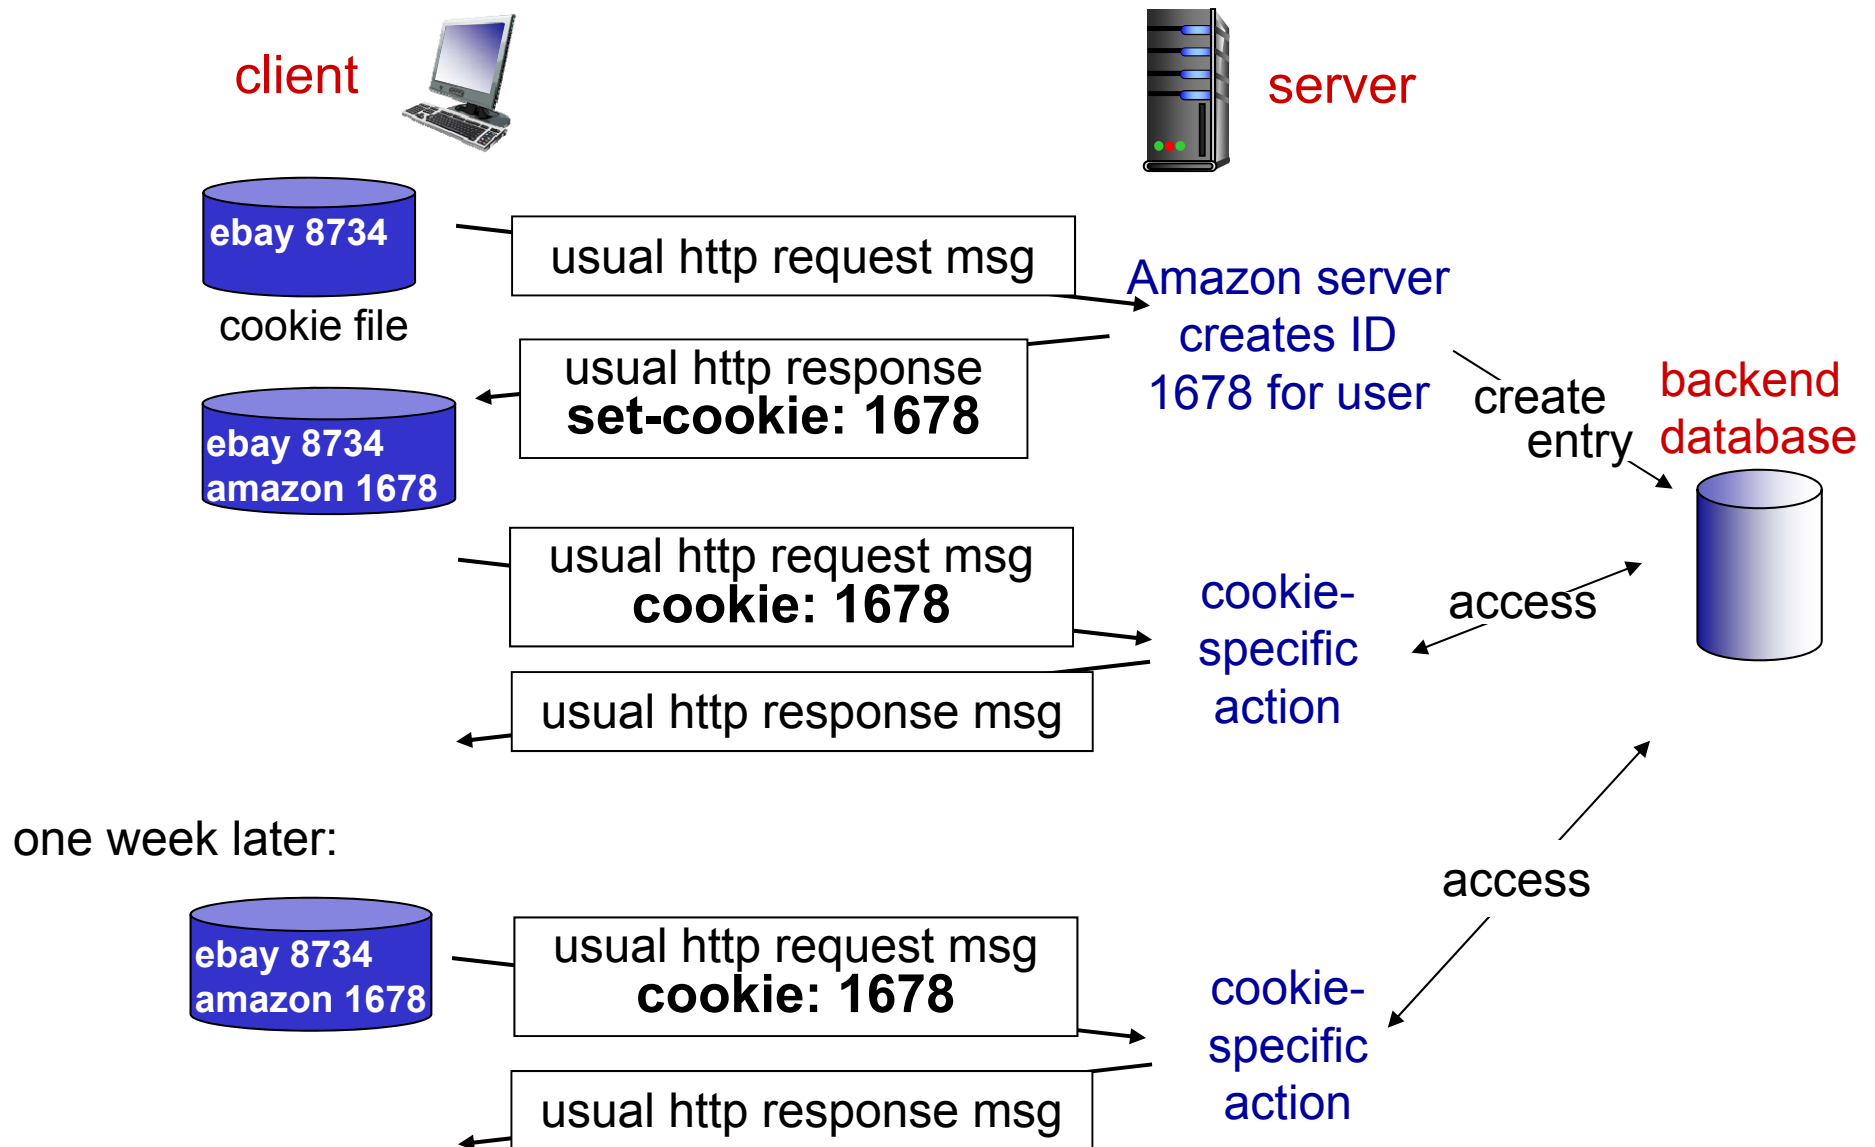 client
server
ebay 8734
cookie file
usual http request msg
Amazon server
creates ID
1678 for user
usual http response
set-cookie: 1678
create
entry
backend
database
ebay 8734
amazon 1678
usual http request msg
cookie: 1678
cookie-
specific
action
access
usual http response msg
one week later:
access
ebay 8734
amazon 1678
usual http request msg
cookie: 1678
cookie-
specific
action
usual http response msg